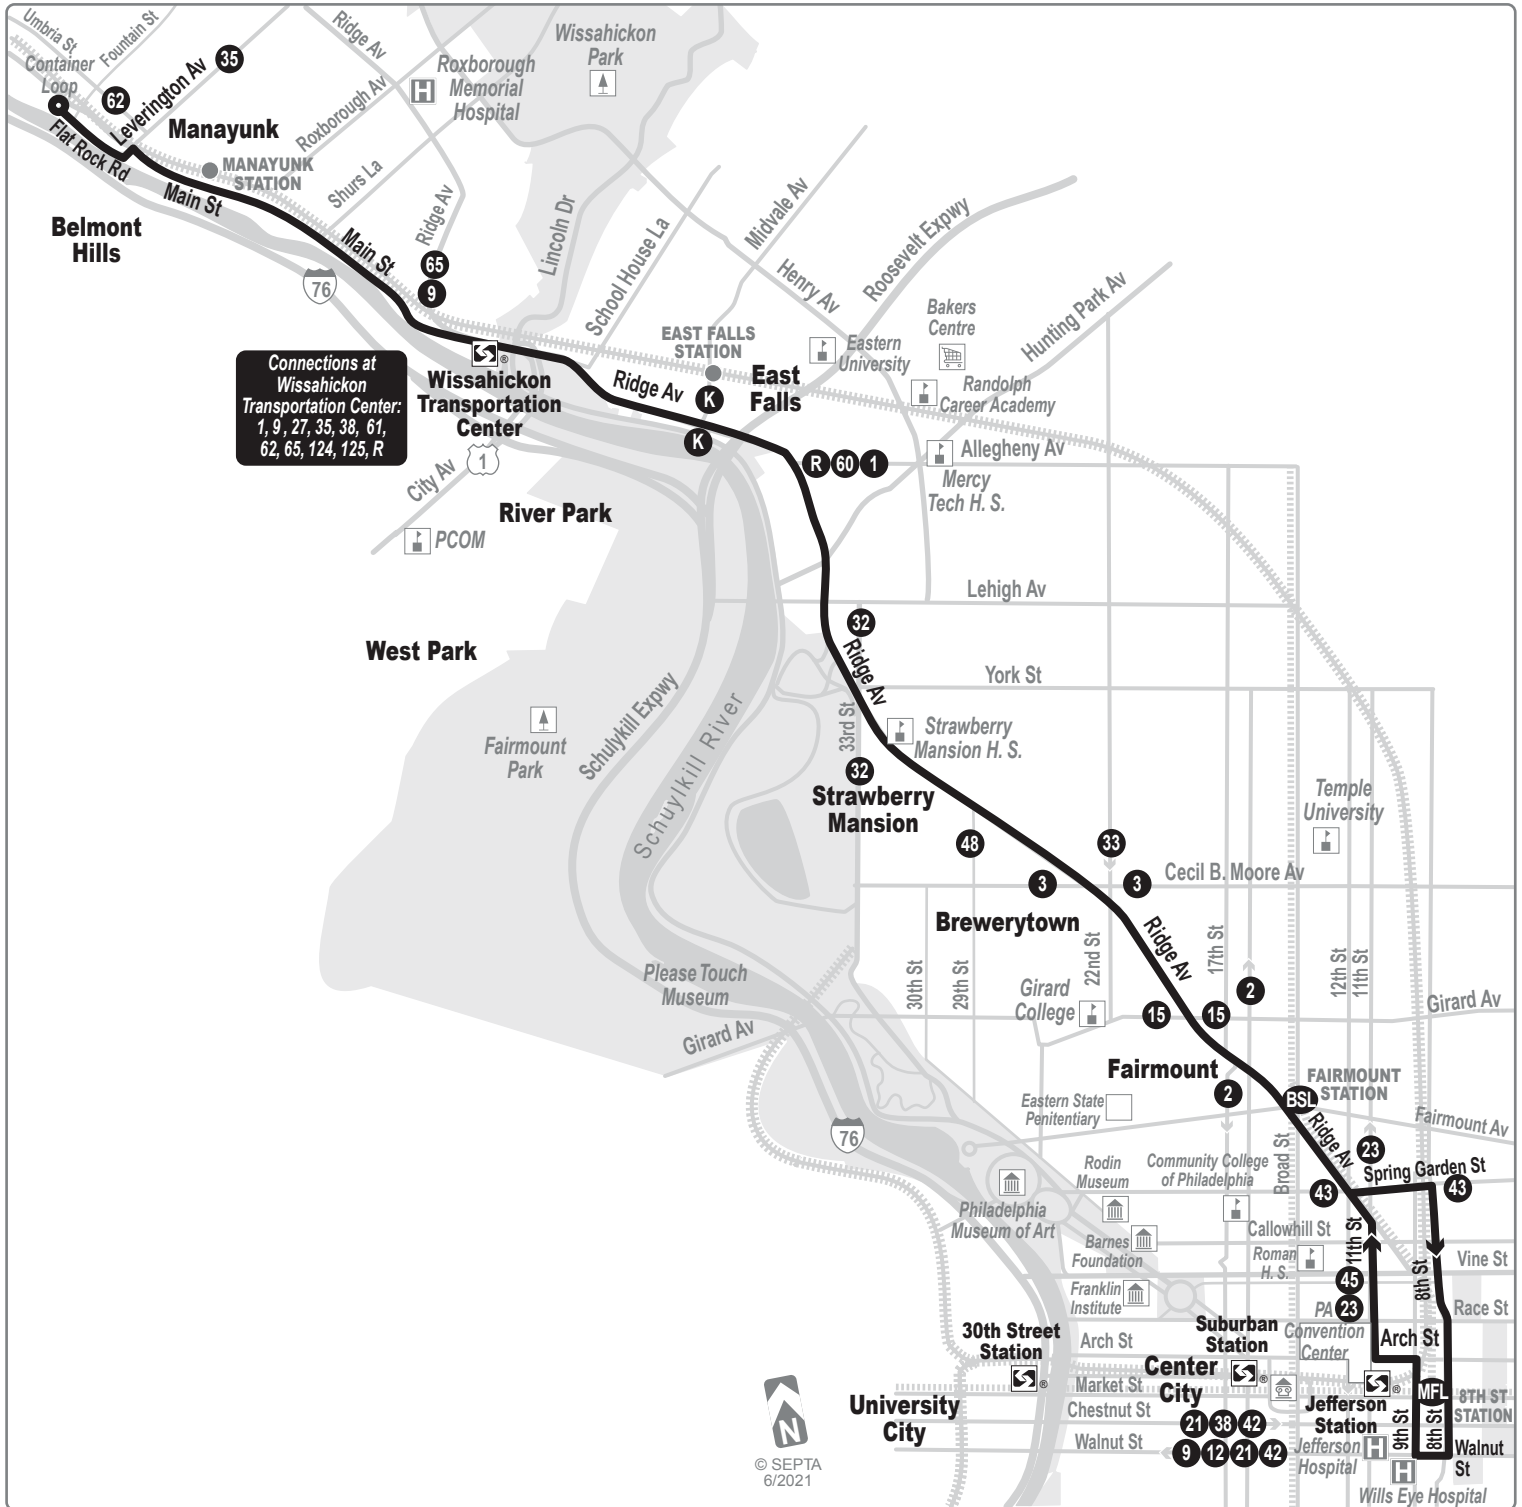 Umbria St
Fountain St
Container
Loop
62
Leverington Av
35
Ridge Av
Roxborough Av
Roxborough
Memorial
Hospital
H
Wissahickon
Park
Manayunk
Flat Rock Rd
MANAYUNK
STATION
Main St
Shurs La
Belmont
Hills
Main St
76
Ridge Av
65
9
Lincoln Dr
School House La
Midvale Av
Henry Av
Roosevelt Expwy
Hunting Park Av
Bakers
Centre
Eastern
University
EAST FALLS
STATION
East
Falls
Randolph
Career Academy
Connections at
Wissahickon
Transportation Center:
1, 9 , 27, 35, 38, 61,
62, 65, 124, 125, R
®
Wissahickon
Transportation
Center
Ridge Av
K
K
City Av
1
R 60 1
Allegheny Av
Mercy
Tech H. S.
River Park
PCOM
Lehigh Av
32
Ridge Av
West Park
York St
33rd St
Strawberry
Mansion H. S.
Fairmount
Park
Schulykill Expwy
Schuylkill River
32
Strawberry
Mansion
Temple
University
48
33
3
3
Cecil B. Moore Av
Brewerytown
Ridge Av
30th St
29th St
22nd St
17th St
12th St
11th St
Please Touch
Museum
Girard
College
2
15
15
Girard Av
Girard Av
Fairmount
2
BSL
FAIRMOUNT
STATION
Eastern State
Penitentiary
Ridge Av
Fairmount Av
76
23
Broad St
Spring Garden St
43
43
Rodin
Museum
Community College
of Philadelphia
Philadelphia
Museum of Art
Barnes
Foundation
Callowhill St
Roman
H. S.
11th St
8th St
Vine St
45
Franklin
Institute
PA 23
Convention
Center
Race St
30th Street
Station
®
Arch St
Suburban
Station
®
Arch St
Center
City
Market St
Jefferson
Station
®
MFL
8TH ST
STATION
University
City
Chestnut St
21 38 42
Walnut St
9 12 21 42
Jefferson
Hospital
H
9th St
8th St
Walnut
St
H
Wills Eye Hospital
N
© SEPTA
6/2021